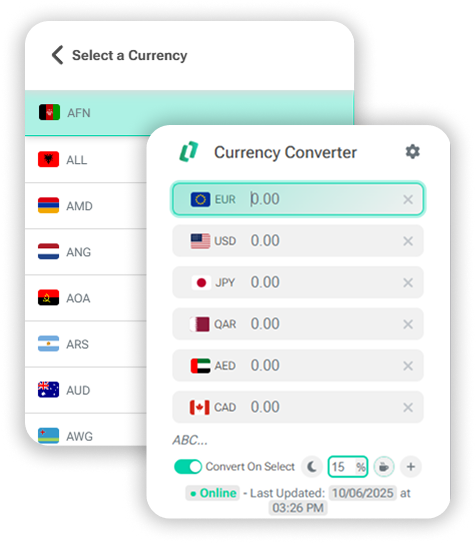 Select a Currency
AFN
ALL
AMD
ANG
AOA
ARS
AUD
AWG
Currency Converter
EUR 0.00
USD 0.00
JPY 0.00
QAR 0.00
AED 0.00
CAD 0.00
ABC...
Convert On Select 15 %
Online - Last Updated: 10/06/2025 at
03:26 PM